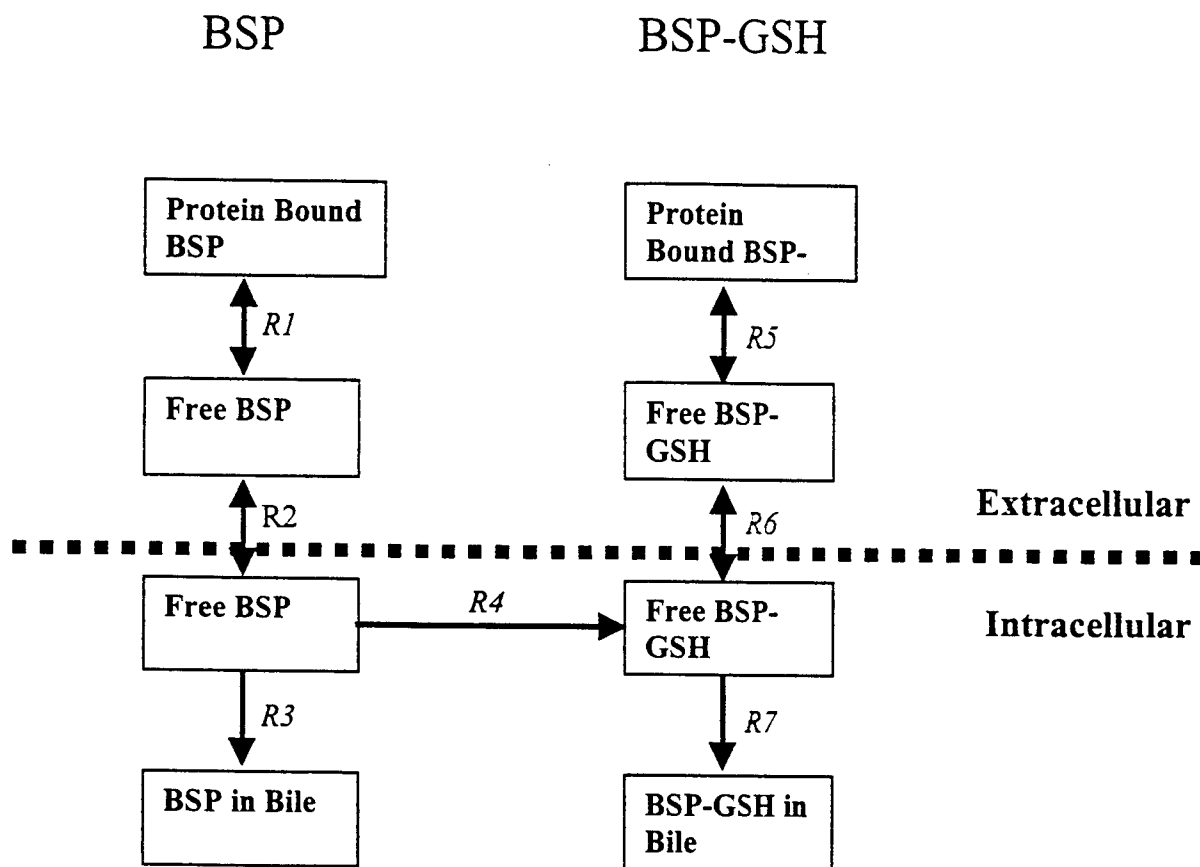 BSP
BSP-GSH
Protein Bound
BSP
Protein
Bound BSP-
R1
R5
Free BSP
Free BSP-
GSH
Extracellular
R2
R6
Free BSP
R4
Free BSP-
GSH
Intracellular
R3
R7
BSP in Bile
BSP-GSH in
Bile